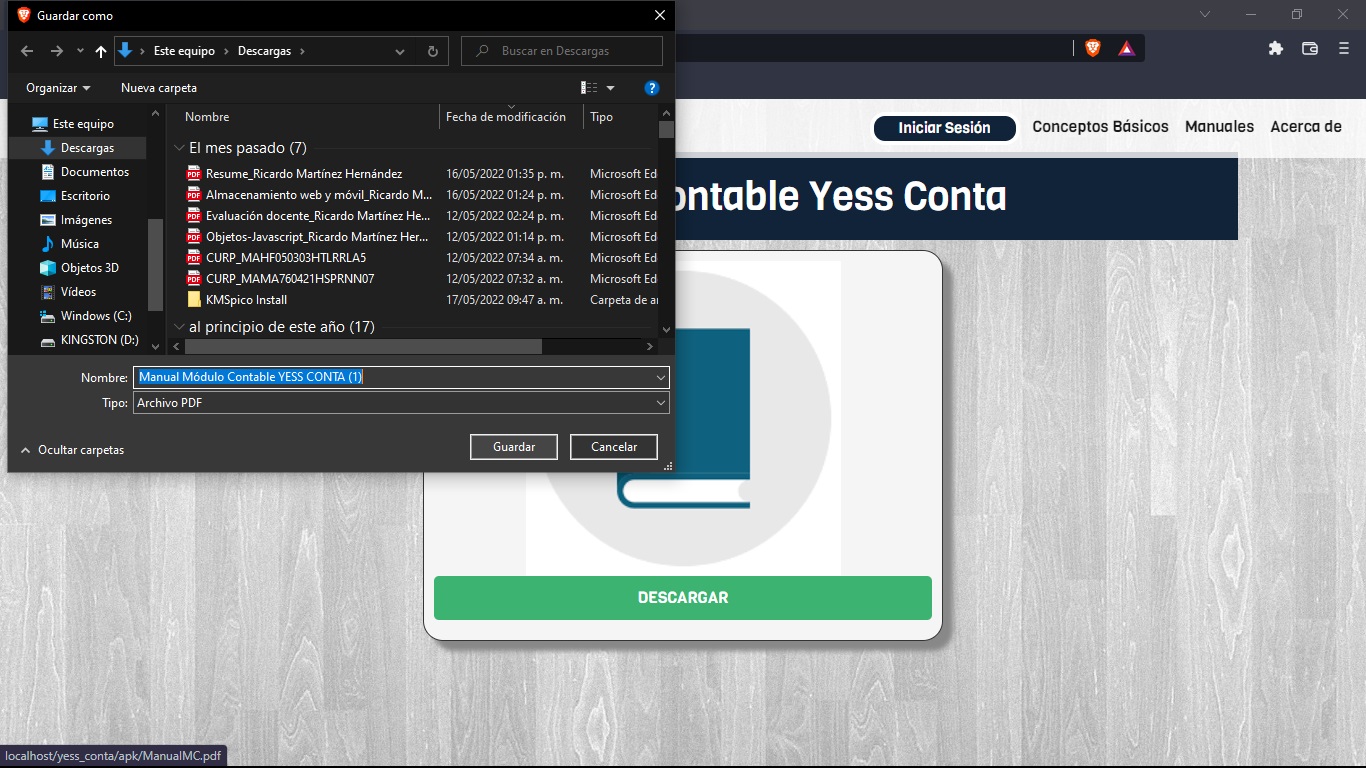 Guardar como
Este equipo
Descargas
Buscar en Descargas
Organizar
Nueva carpeta
?
Iniciar Sesión
Conceptos Básicos
Manuales
Acerca de
ontable Yess Conta
Este equipo
Descargas
Documentos
Escritorio
Imágenes
Música
Objetos 3D
Vídeos
Windows (C:)
KINGSTON (D:)
Nombre Fecha de modificación Tipo
El mes pasado (7)
PDF Resume_Ricardo Martínez Hernández 16/05/2022 01:35 p. m. Microsoft Ed
PDF Almacenamiento web y móvil_Ricardo M... 16/05/2022 01:24 p. m. Microsoft Ed
PDF Evaluación docente_Ricardo Martínez He... 12/05/2022 02:24 p. m. Microsoft Ed
PDF Objetos-Javascript_Ricardo Martínez Her... 12/05/2022 01:14 p. m. Microsoft Ed
PDF CURP_MAHF050303HTLRRLA5 12/05/2022 07:34 a. m. Microsoft Ed
PDF CURP_MAMA760421HSPRNN07 12/05/2022 07:32 a. m. Microsoft Ed
KMSpico Install 17/05/2022 09:47 a. m. Carpeta de ar
al principio de este año (17)
Nombre: Manual Módulo Contable YESS CONTA (1)
Tipo: Archivo PDF
Ocultar carpetas
Guardar
Cancelar
DESCARGAR
localhost/yess_conta/apk/ManualMC.pdf